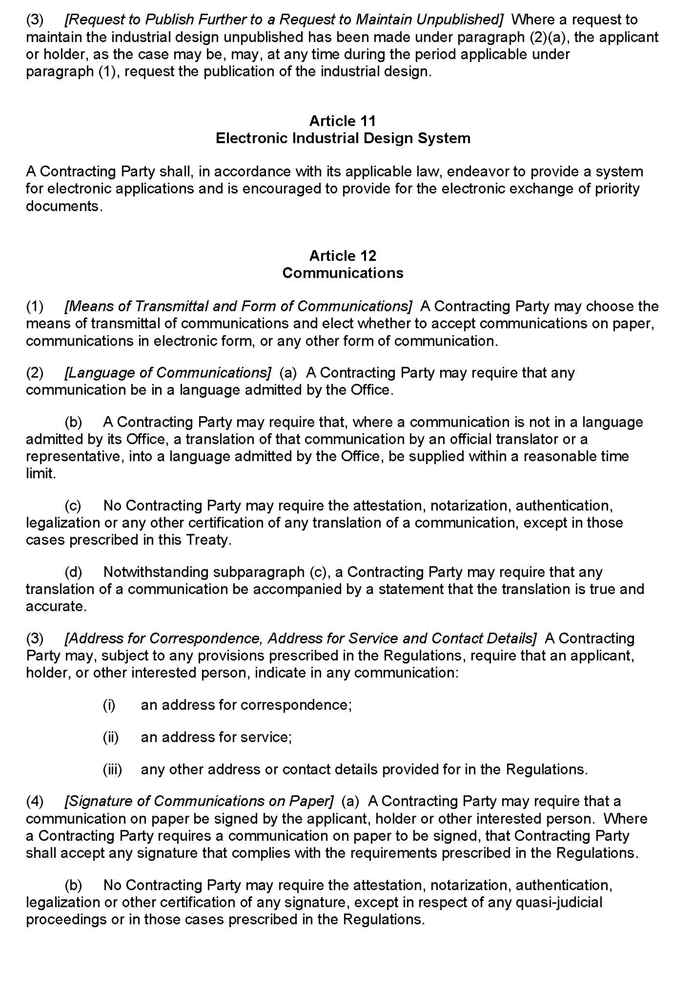 (3) [Request to Publish Further to a Request to Maintain Unpublished] Where a request to
maintain the industrial design unpublished has been made under paragraph (2)(a), the applicant
or holder, as the case may be, may, at any time during the period applicable under
paragraph (1), request the publication of the industrial design.
Article 11
Electronic Industrial Design System
A Contracting Party shall, in accordance with its applicable law, endeavor to provide a system
for electronic applications and is encouraged to provide for the electronic exchange of priority
documents.
Article 12
Communications
(1) [Means of Transmittal and Form of Communications] A Contracting Party may choose the
means of transmittal of communications and elect whether to accept communications on paper,
communications in electronic form, or any other form of communication.
(2) [Language of Communications] (a) A Contracting Party may require that any
communication be in a language admitted by the Office.
(b) A Contracting Party may require that, where a communication is not in a language
admitted by its Office, a translation of that communication by an official translator or a
representative, into a language admitted by the Office, be supplied within a reasonable time
limit.
(c) No Contracting Party may require the attestation, notarization, authentication,
legalization or any other certification of any translation of a communication, except in those
cases prescribed in this Treaty.
(d) Notwithstanding subparagraph (c), a Contracting Party may require that any
translation of a communication be accompanied by a statement that the translation is true and
accurate.
(3) [Address for Correspondence, Address for Service and Contact Details] A Contracting
Party may, subject to any provisions prescribed in the Regulations, require that an applicant,
holder, or other interested person, indicate in any communication:
(i) an address for correspondence;
(ii) an address for service;
(iii) any other address or contact details provided for in the Regulations.
(4) [Signature of Communications on Paper] (a) A Contracting Party may require that a
communication on paper be signed by the applicant, holder or other interested person. Where
a Contracting Party requires a communication on paper to be signed, that Contracting Party
shall accept any signature that complies with the requirements prescribed in the Regulations.
(b) No Contracting Party may require the attestation, notarization, authentication,
legalization or other certification of any signature, except in respect of any quasi-judicial
proceedings or in those cases prescribed in the Regulations.